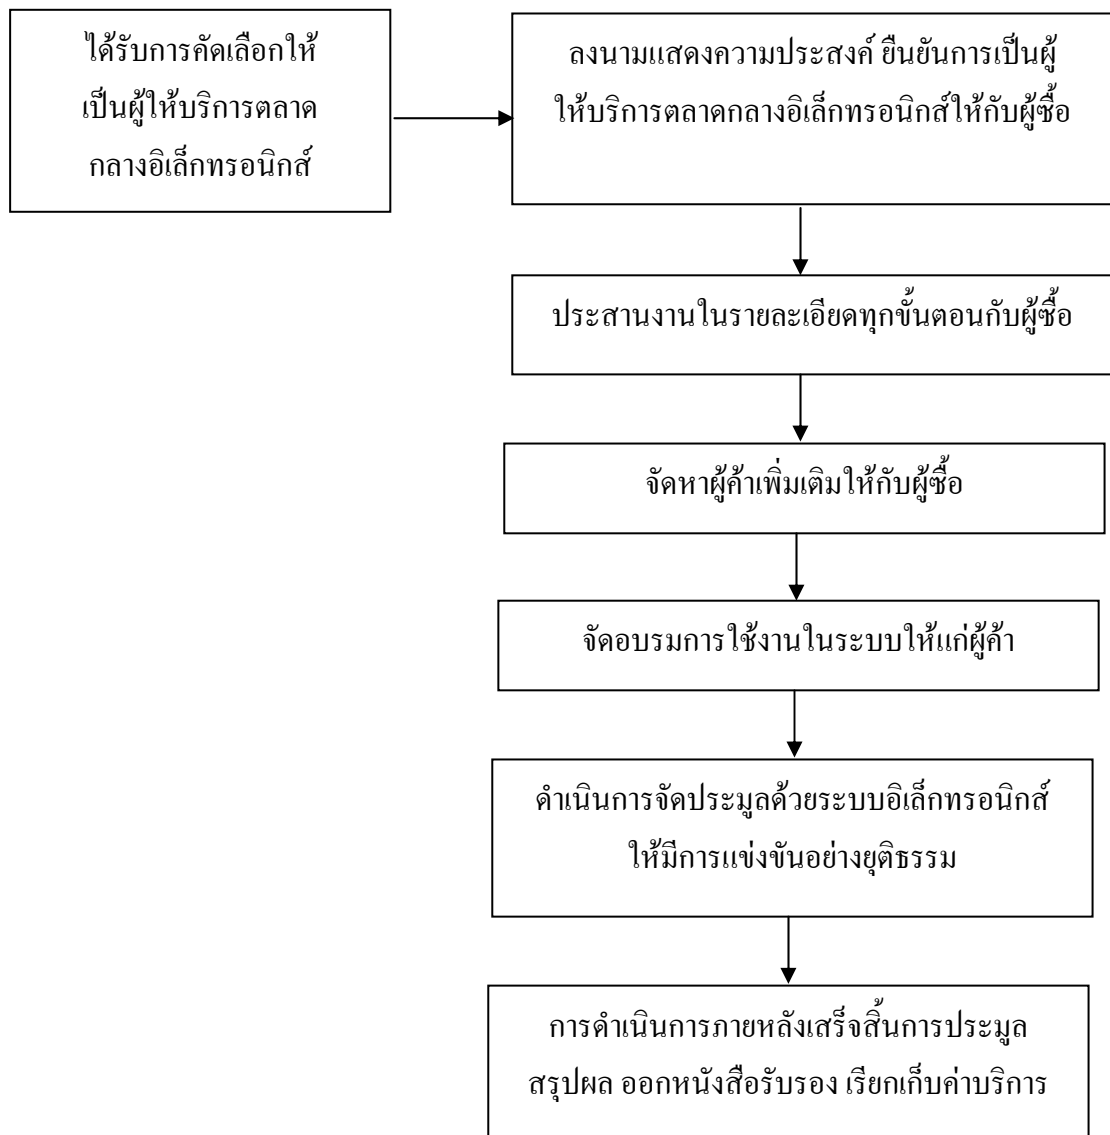 ได้รับการคัดเลือกให้
เป็นผู้ให้บริการตลาด
กลางอิเล็กทรอนิกส์
ลงนามแสดงความประสงค์ ยืนยันการเป็นผู้
ให้บริการตลาดกลางอิเล็กทรอนิกส์ให้กับผู้ซื้อ
ประสานงานในรายละเอียดทุกขั้นตอนกับผู้ซื้อ
จัดหาผู้ค้าเพิ่มเติมให้กับผู้ซื้อ
จัดอบรมการใช้งานในระบบให้แก่ผู้ค้า
ดำเนินการจัดประมูลด้วยระบบอิเล็กทรอนิกส์
ให้มีการแข่งขันอย่างยุติธรรม
การดำเนินการภายหลังเสร็จสิ้นการประมูล
สรุปผล ออกหนังสือรับรอง เรียกเก็บค่าบริการ